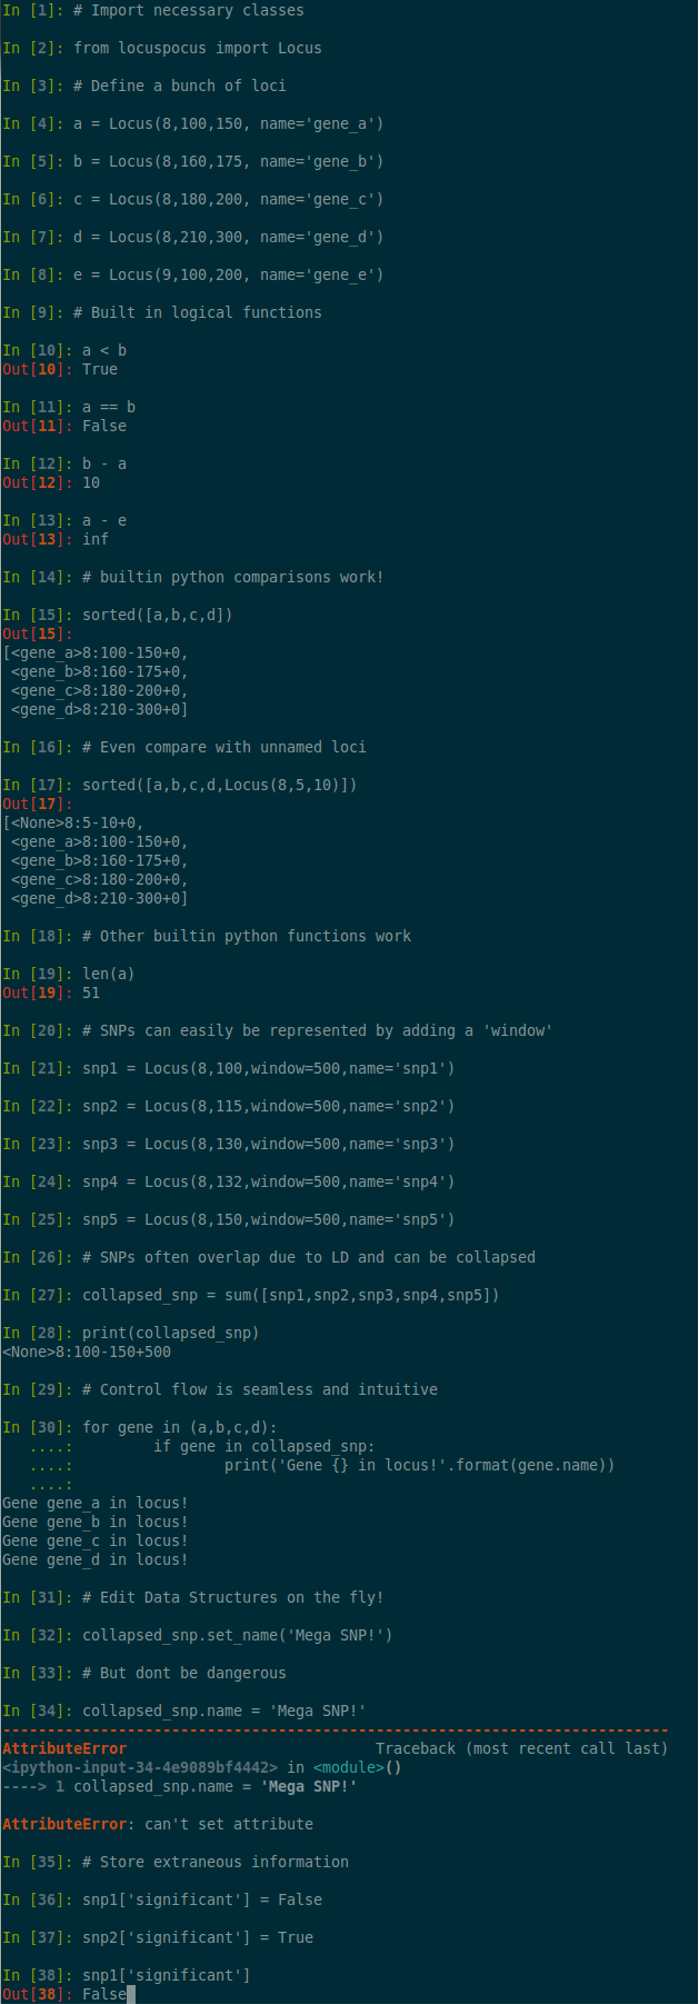 In [1]: # Import necessary classes
In [2]: from locuspocus import Locus
In [3]: # Define a bunch of loci
In [4]: a = Locus(8,100,150, name='gene_a')
In [5]: b = Locus(8,160,175, name='gene_b')
In [6]: c = Locus(8,180,200, name='gene_c')
In [7]: d = Locus(8,210,300, name='gene_d')
In [8]: e = Locus(9,100,200, name='gene_e')
In [9]: # Built in logical functions
In [10]: a < b
Out[10]: True
In [11]: a == b
Out[11]: False
In [12]: b - a
Out[12]: 10
In [13]: a - e
Out[13]: inf
In [14]: # builtin python comparisons work!
In [15]: sorted([a,b,c,d])
Out[15]:
[<gene_a>8:100-150+0,
 <gene_b>8:160-175+0,
 <gene_c>8:180-200+0,
 <gene_d>8:210-300+0]
In [16]: # Even compare with unnamed loci
In [17]: sorted([a,b,c,d,Locus(8,5,10)])
Out[17]:
[<None>8:5-10+0,
 <gene_a>8:100-150+0,
 <gene_b>8:160-175+0,
 <gene_c>8:180-200+0,
 <gene_d>8:210-300+0]
In [18]: # Other builtin python functions work
In [19]: len(a)
Out[19]: 51
In [20]: # SNPs can easily be represented by adding a 'window'
In [21]: snp1 = Locus(8,100,window=500,name='snp1')
In [22]: snp2 = Locus(8,115,window=500,name='snp2')
In [23]: snp3 = Locus(8,130,window=500,name='snp3')
In [24]: snp4 = Locus(8,132,window=500,name='snp4')
In [25]: snp5 = Locus(8,150,window=500,name='snp5')
In [26]: # SNPs often overlap due to LD and can be collapsed
In [27]: collapsed_snp = sum([snp1,snp2,snp3,snp4,snp5])
In [28]: print(collapsed_snp)
<None>8:100-150+500
In [29]: # Control flow is seamless and intuitive
In [30]: for gene in (a,b,c,d):
   ....:         if gene in collapsed_snp:
   ....:                 print('Gene {} in locus!'.format(gene.name))
   ....:
Gene gene_a in locus!
Gene gene_b in locus!
Gene gene_c in locus!
Gene gene_d in locus!
In [31]: # Edit Data Structures on the fly!
In [32]: collapsed_snp.set_name('Mega SNP!')
In [33]: # But dont be dangerous
In [34]: collapsed_snp.name = 'Mega SNP!'
---------------------------------------------------------------------------
AttributeError                            Traceback (most recent call last)
<ipython-input-34-4e9089bf4442> in <module>()
----> 1 collapsed_snp.name = 'Mega SNP!'
AttributeError: can't set attribute
In [35]: # Store extraneous information
In [36]: snp1['significant'] = False
In [37]: snp2['significant'] = True
In [38]: snp1['significant']
Out[38]: False